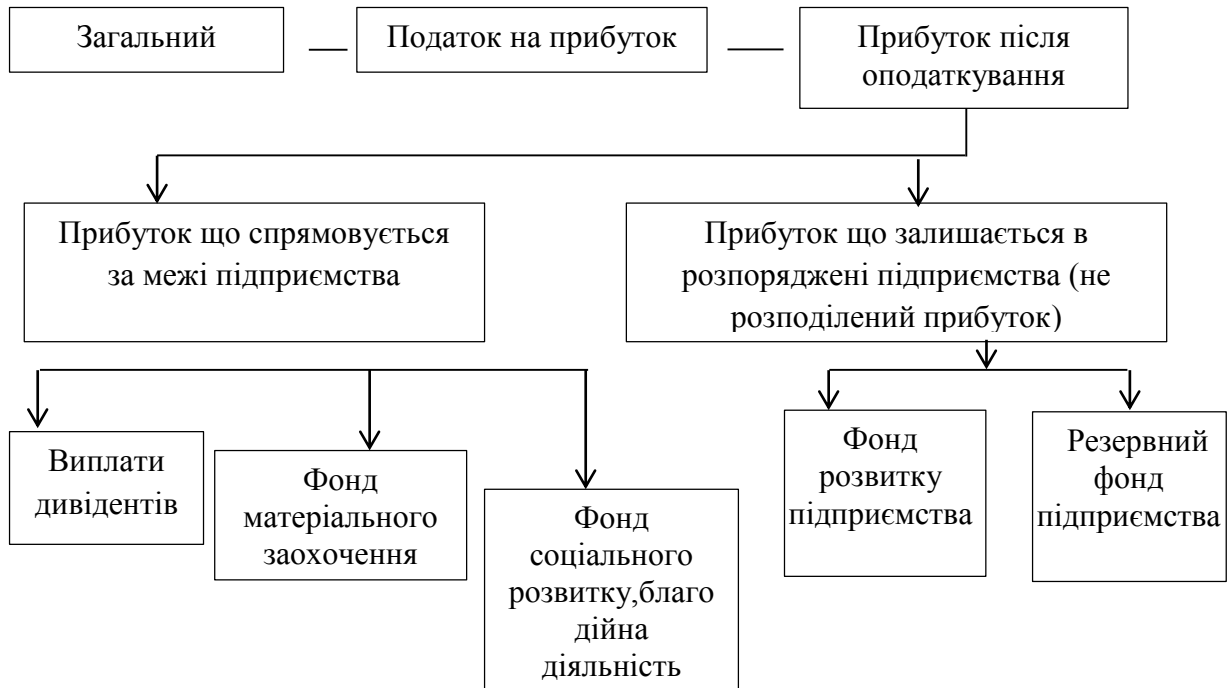 Загальний
Податок на прибуток
Прибуток після
оподаткування
Прибуток що спрямовується
за межі підприємства
Прибуток що залишається в
розпоряджені підприємства (не
розподілений прибуток)
Виплати
дивідентів
Фонд
матеріального
заохочення
Фонд
соціального
розвитку,благо
дійна
діяльність
Фонд
розвитку
підприємства
Резервний
фонд
підприємства